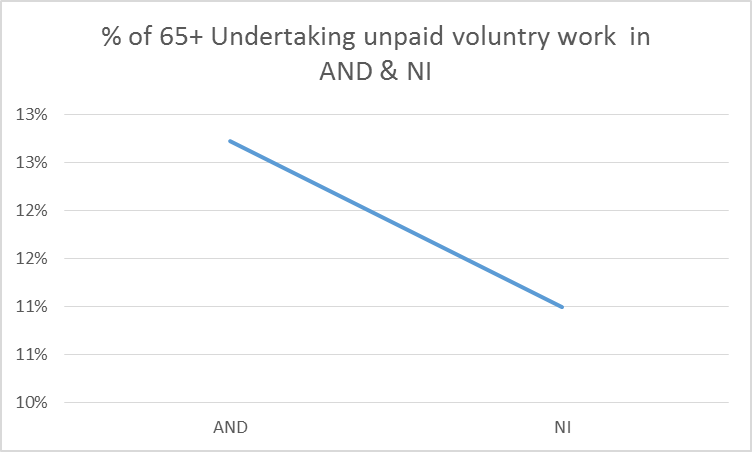 % of 65+ Undertaking unpaid voluntry work  in
AND & NI
13%
13%
12%
12%
11%
11%
10%
AND
NI